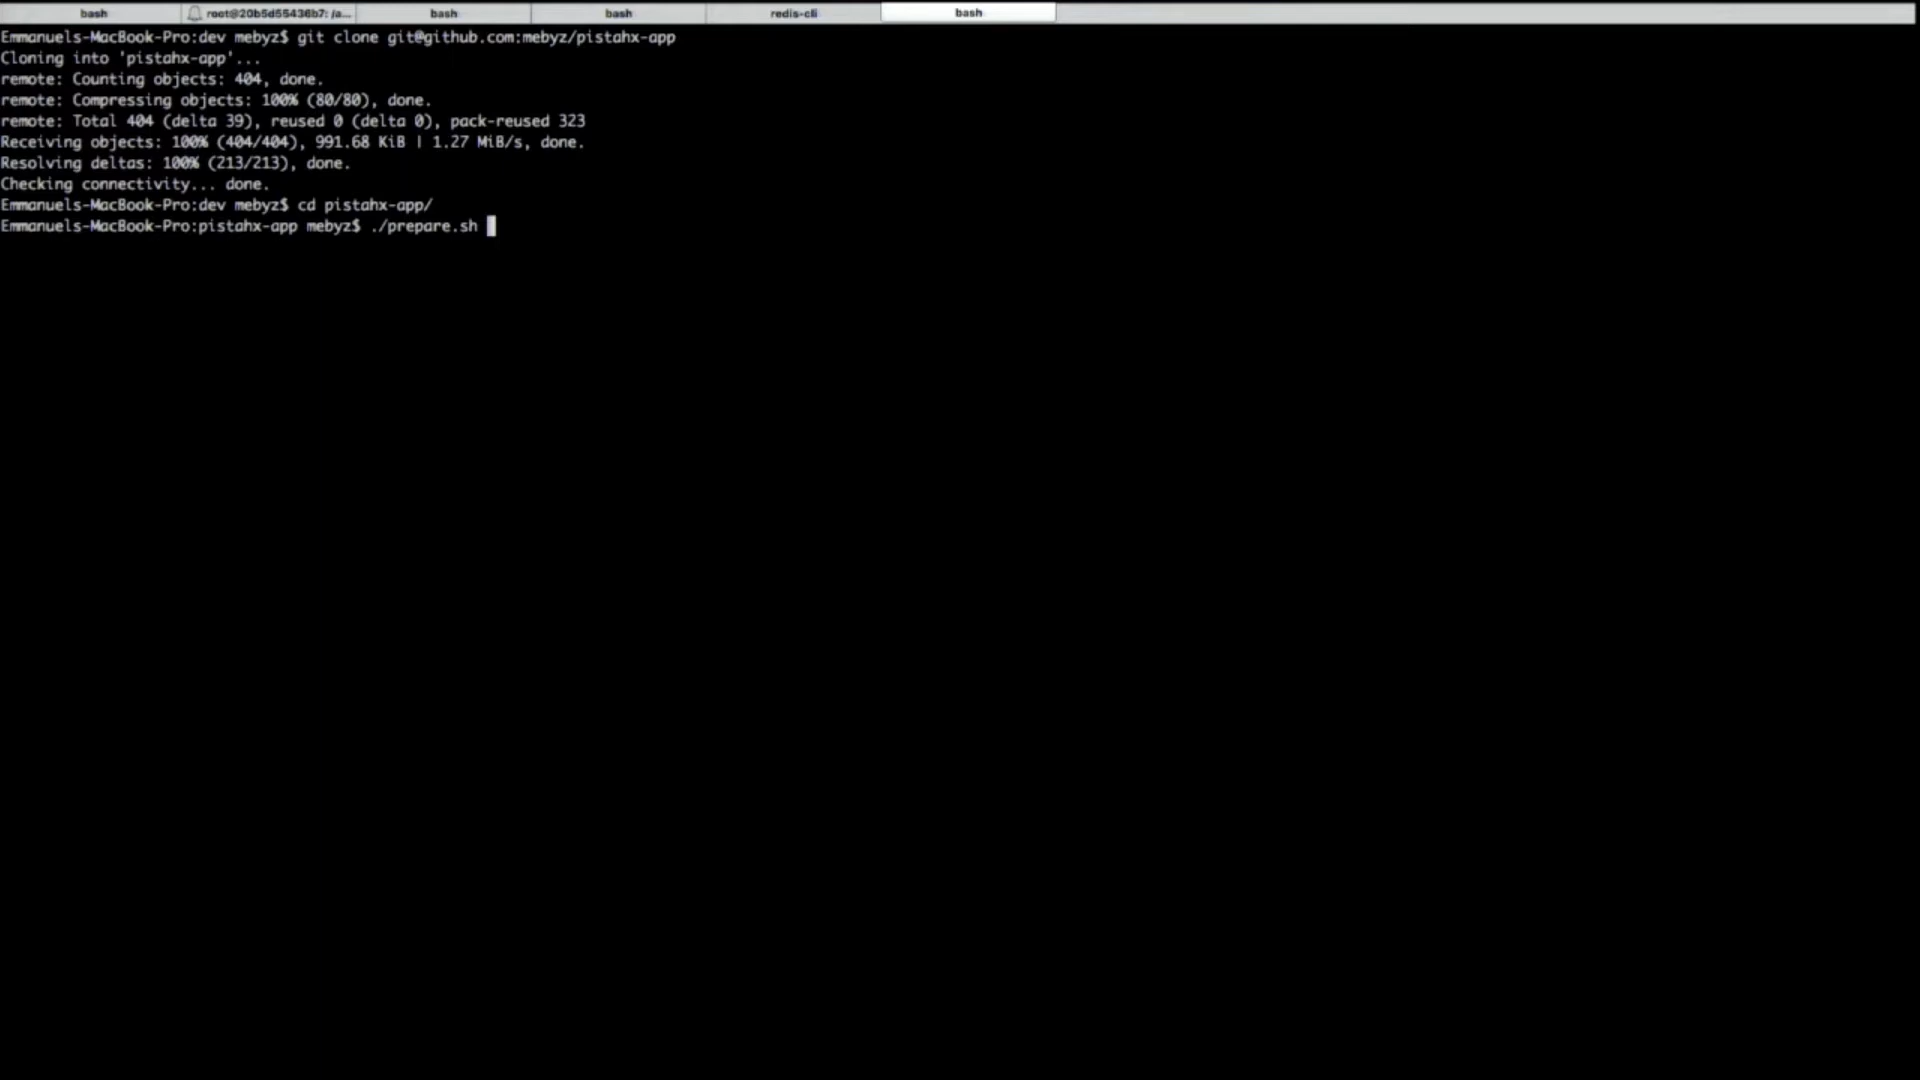 bash root@20b5d55436b7: /a... bash bash redis-cli bash
Emmanuels-MacBook-Pro:dev mebyz$ git clone git@github.com:mebyz/pistahx-app
Cloning into 'pistahx-app'...
remote: Counting objects: 404, done.
remote: Compressing objects: 100% (80/80), done.
remote: Total 404 (delta 39), reused 0 (delta 0), pack-reused 323
Receiving objects: 100% (404/404), 991.68 KiB | 1.27 MiB/s, done.
Resolving deltas: 100% (213/213), done.
Checking connectivity... done.
Emmanuels-MacBook-Pro:dev mebyz$ cd pistahx-app/
Emmanuels-MacBook-Pro:pistahx-app mebyz$ ./prepare.sh